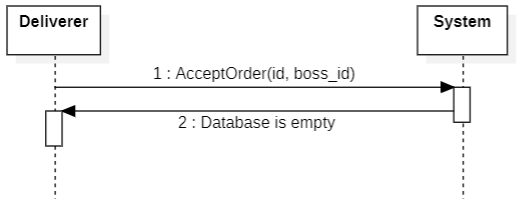 Deliverer
System
1 : AcceptOrder(id, boss_id)
2 : Database is empty